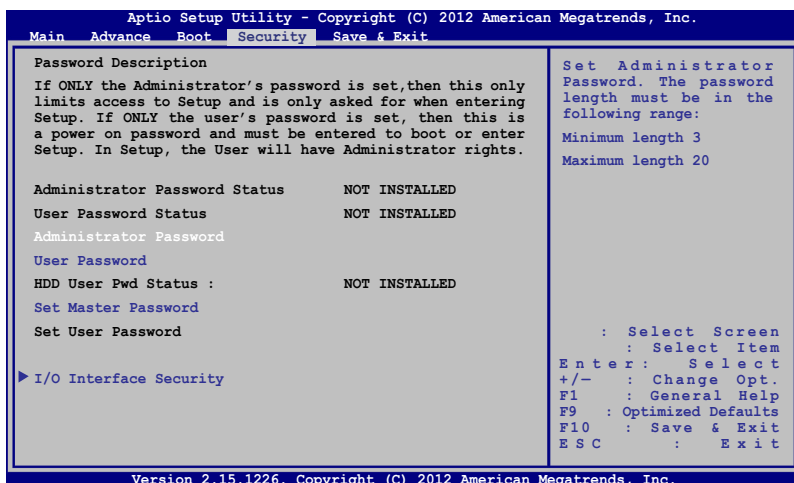 Aptio Setup Utility - Copyright (C) 2012 American Megatrends, Inc.
Main Advance Boot Security Save & Exit
Password Description
If ONLY the Administrator's password is set,then this only
limits access to Setup and is only asked for when entering
Setup. If ONLY the user's password is set, then this is
a power on password and must be entered to boot or enter
Setup. In Setup, the User will have Administrator rights.
Administrator Password Status NOT INSTALLED
User Password Status NOT INSTALLED
Administrator Password
User Password
HDD User Pwd Status : NOT INSTALLED
Set Master Password
Set User Password
I/O Interface Security
Set Administrator
Password. The password
length must be in the
following range:
Minimum length 3
Maximum length 20
: Select Screen
: Select Item
Enter: Select
+/— : Change Opt.
F1 : General Help
F9 : Optimized Defaults
F10 : Save & Exit
ESC : Exit
Version 2.15.1226. Copyright (C) 2012 American Megatrends, Inc.